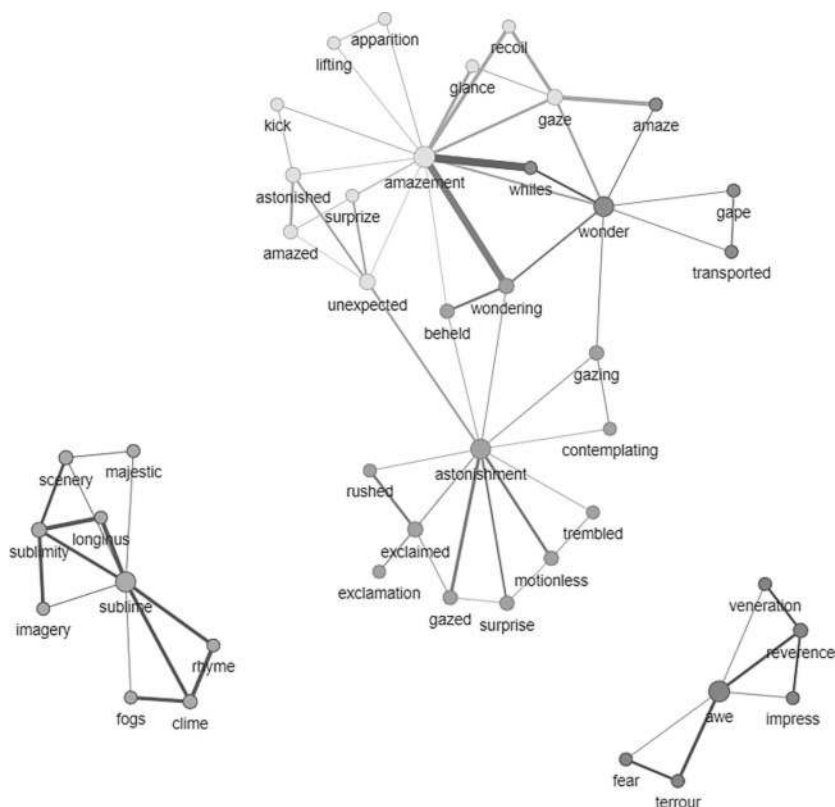 apparition
recoil
lifting
glance
kick
gaze
amaze
amazement
whiles
astonished
surprize
gape
wonder
amazed
transported
unexpected
wondering
beheld
gazing
contemplating
astonishment
scenery
majestic
rushed
longinus
trembled
sublimity
exclaimed
motionless
exclamation
veneration
sublime
gazed
surprise
imagery
reverence
rhyme
awe
impress
fogs
clime
fear
terrour